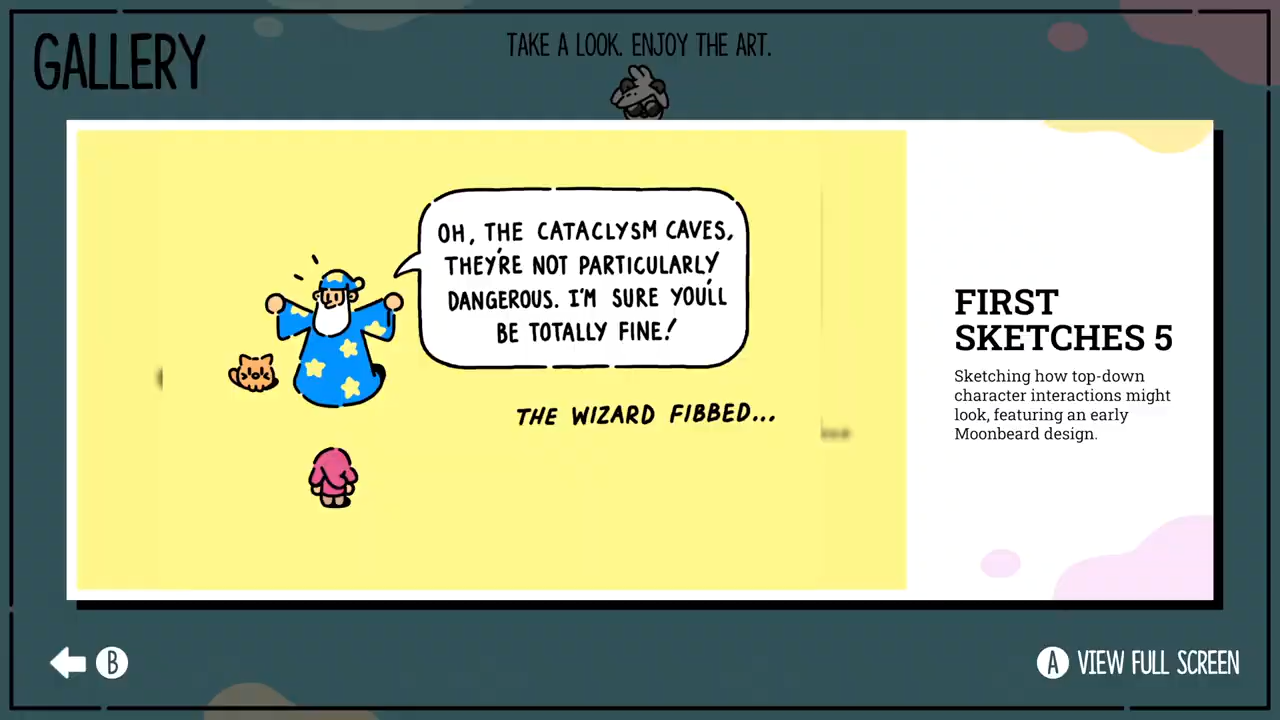 GALLERY
TAKE A LOOK. ENJOY THE ART.
OH, THE CATACLYSM CAVES,
THEY'RE NOT PARTICULARLY
DANGEROUS. I'M SURE YOU'LL
BE TOTALLY FINE!
THE WIZARD FIBBED...
FIRST
SKETCHES 5
Sketching how top-down
character interactions might
look, featuring an early
Moonbeard design.
B
A VIEW FULL SCREEN